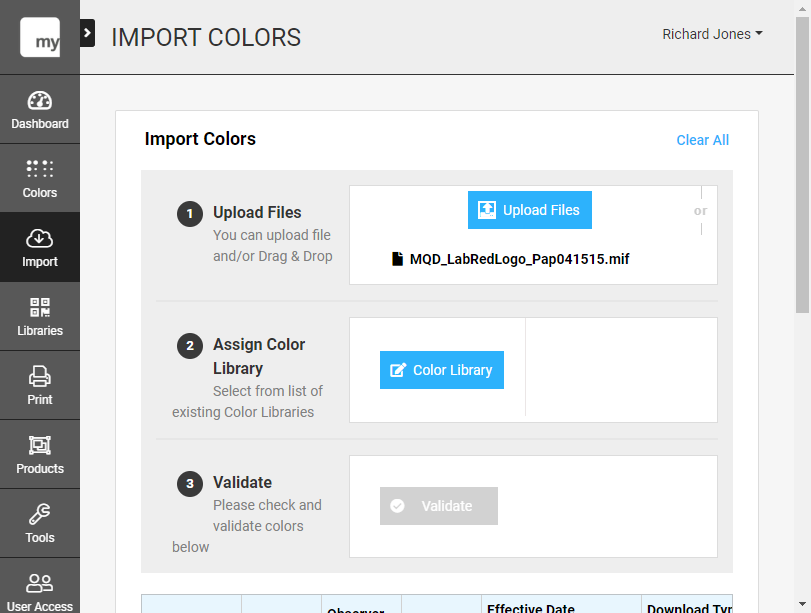 my
IMPORT COLORS
Richard Jones
Dashboard
Colors
Import
Libraries
Print
Products
Tools
User Access
Import Colors
Clear All
1
Upload Files
You can upload file
and/or Drag & Drop
Upload Files
or
MQD_LabRedLogo_Pap041515.mif
2
Assign Color
Library
Select from list of
existing Color Libraries
Color Library
3
Validate
Please check and
validate colors
below
Validate
Observer
Effective Date
Download Typ